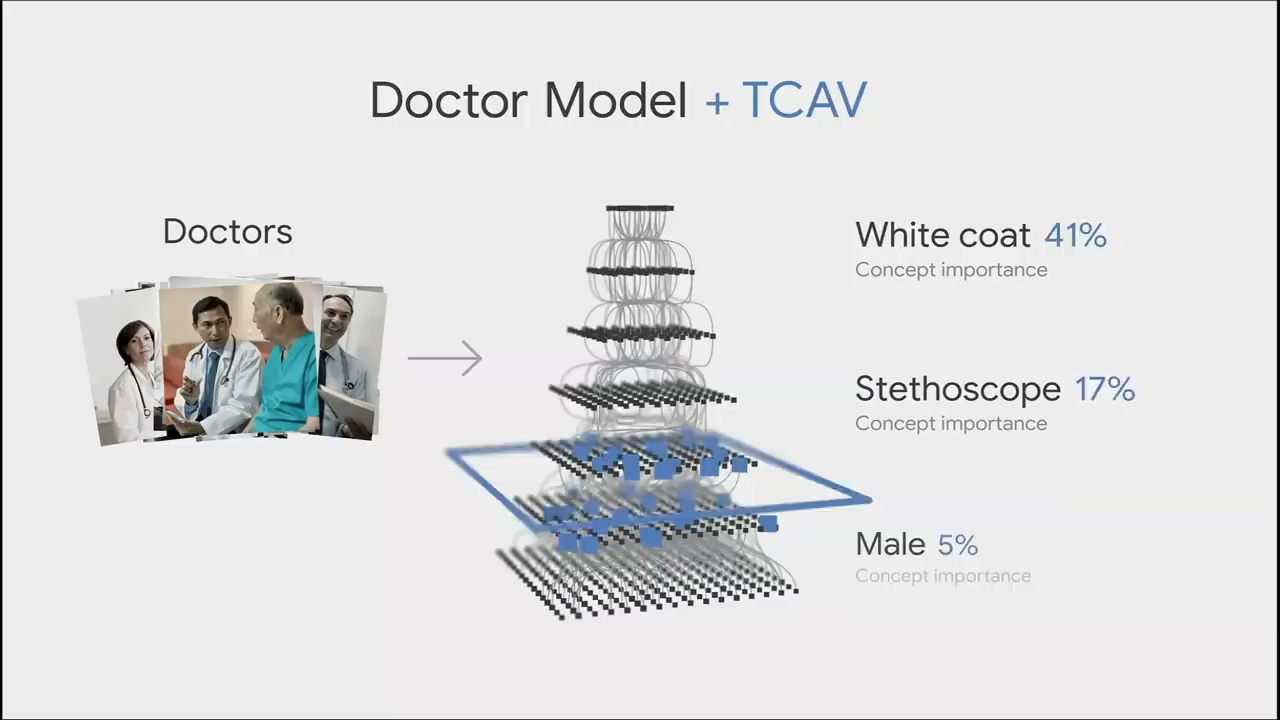 Doctor Model + TCAV
Doctors
White coat 41%
Concept importance
Stethoscope 17%
Concept importance
Male 5%
Concept importance